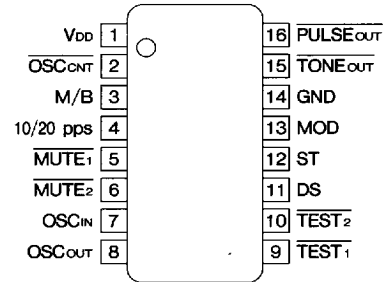 VDD 1
OSCCNT 2
M/B 3
10/20 pps 4
MUTE1 5
MUTE2 6
OSCIN 7
OSCOUT 8
16 PULSEOUT
15 TONEOUT
14 GND
13 MOD
12 ST
11 DS
10 TEST2
9 TEST1